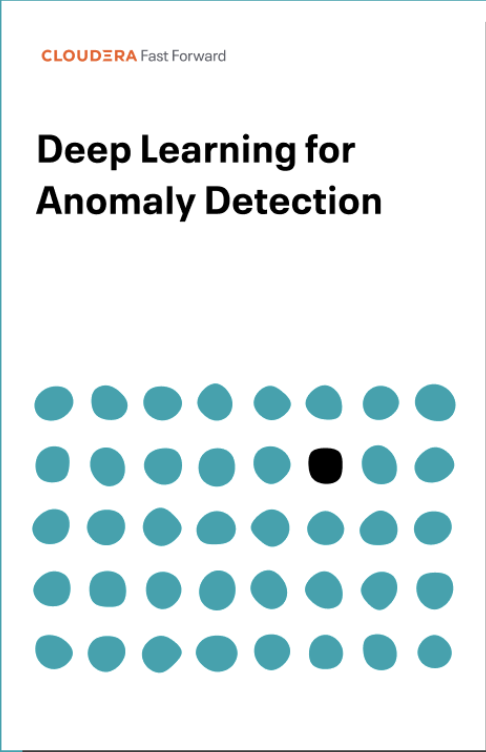 CLOUDERA Fast Forward
Deep Learning for
Anomaly Detection